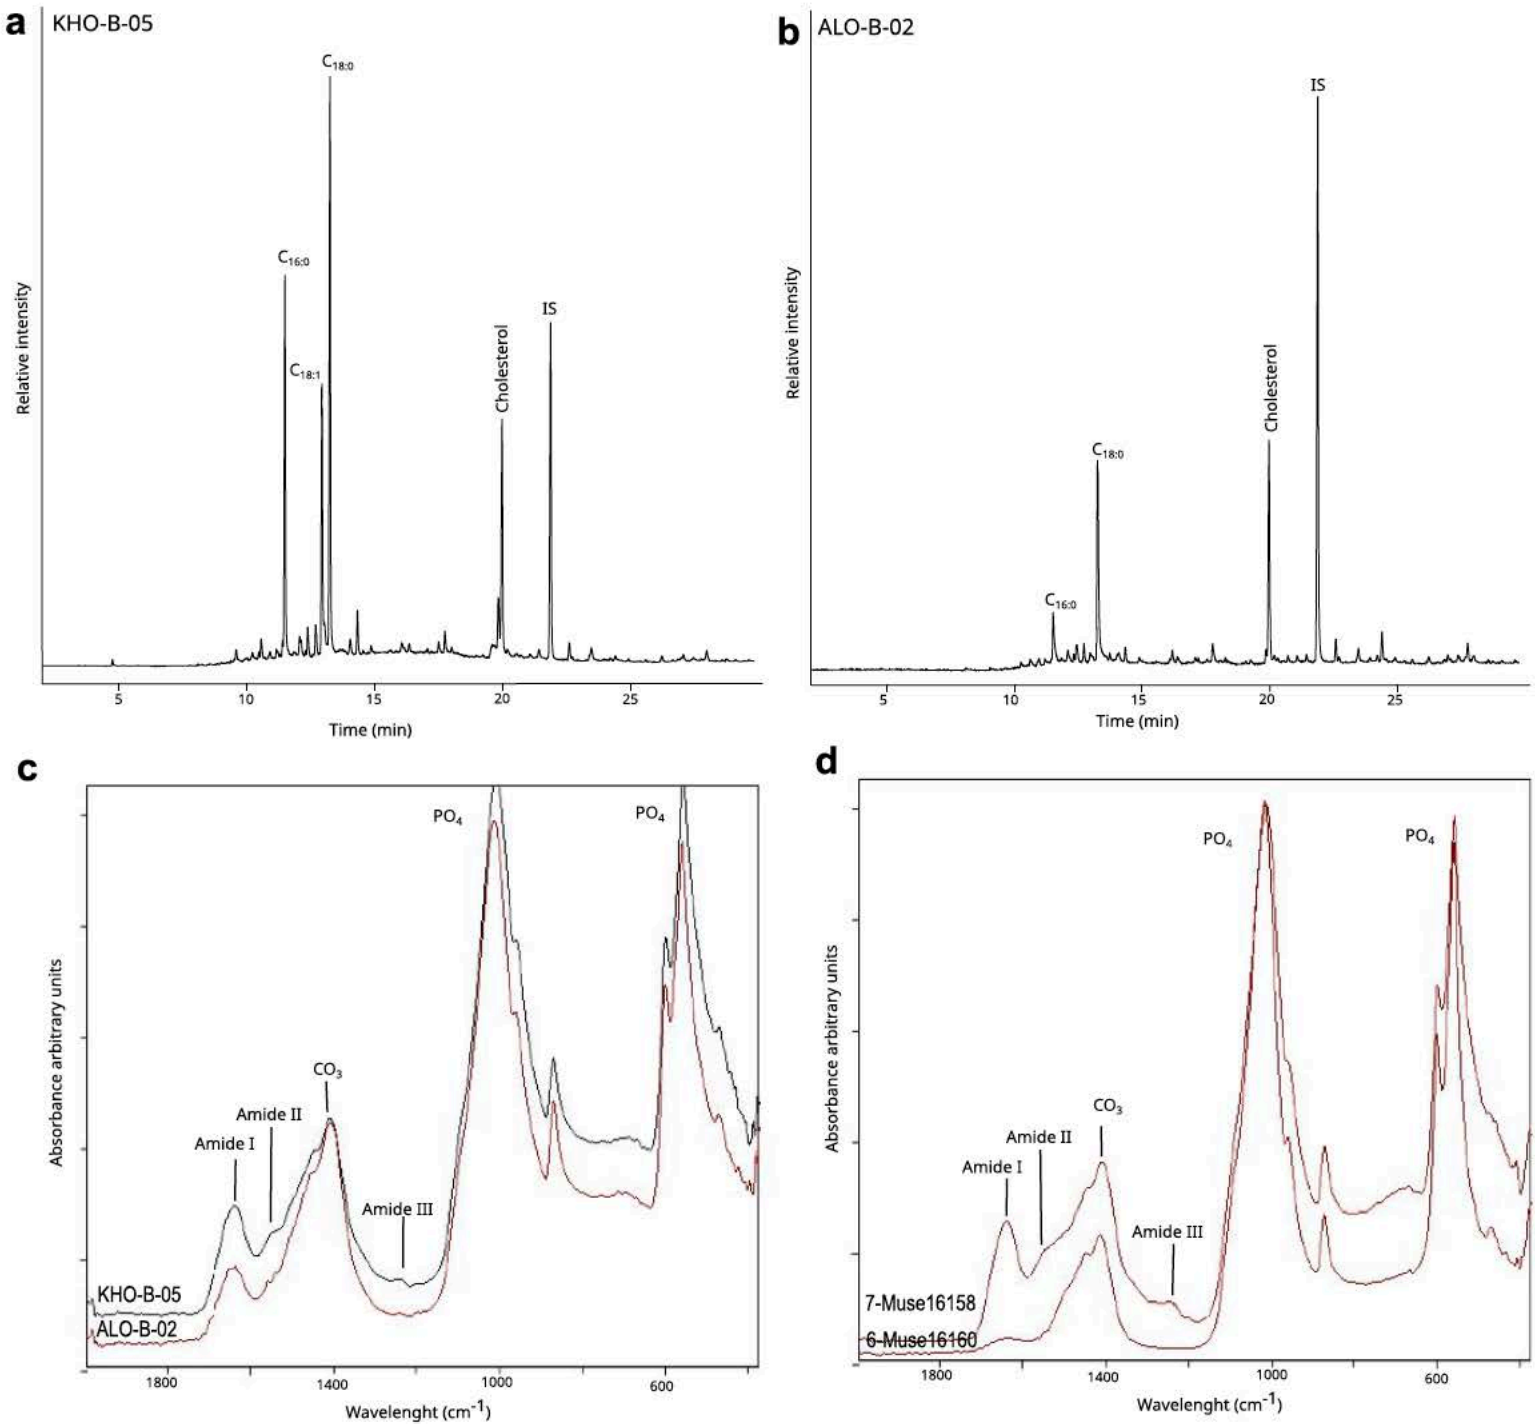 a
KHO-B-05
C18:0
C16:0
C18:1
Cholesterol
IS
Relative intensity
5 10 15 20 25
Time (min)
b
ALO-B-02
IS
Cholesterol
C18:0
C16:0
Relative intensity
5 10 15 20 25
Time (min)
c
PO4
PO4
CO3
Amide II
Amide I
Amide III
KHO-B-05
ALO-B-02
Absorbance arbitrary units
1800 1400 1000 600
Wavelenght (cm-1)
d
PO4
PO4
CO3
Amide II
Amide I
Amide III
7-Muse16158
6-Muse16160
Absorbance arbitrary units
1800 1400 1000 600
Wavelenght (cm-1)